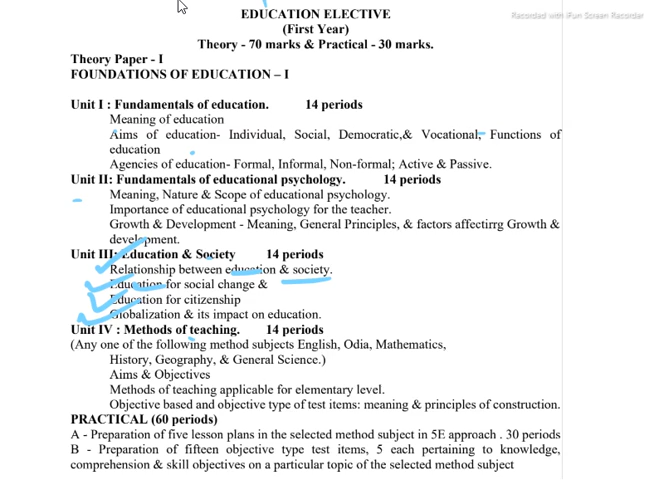 EDUCATION ELECTIVE
Recorded with iFun Screen Recorder
(First Year)
Theory - 70 marks & Practical - 30 marks.
Theory Paper - I
FOUNDATIONS OF EDUCATION – I
Unit I : Fundamentals of education. 14 periods
Meaning of education
Aims of education- Individual, Social, Democratic,& Vocational, Functions of
education
Agencies of education- Formal, Informal, Non-formal; Active & Passive.
Unit II: Fundamentals of educational psychology. 14 periods
Meaning, Nature & Scope of educational psychology.
Importance of educational psychology for the teacher.
Growth & Development - Meaning, General Principles, & factors affectirrg Growth &
development.
Unit III: Education & Society 14 periods
Relationship between education & society.
Education for social change &
Education for citizenship
Globalization & its impact on education.
Unit IV : Methods of teaching. 14 periods
(Any one of the following method subjects English, Odia, Mathematics,
History, Geography, & General Science.)
Aims & Objectives
Methods of teaching applicable for elementary level.
Objective based and objective type of test items: meaning & principles of construction.
PRACTICAL (60 periods)
A - Preparation of five lesson plans in the selected method subject in 5E approach . 30 periods
B - Preparation of fifteen objective type test items, 5 each pertaining to knowledge,
comprehension & skill objectives on a particular topic of the selected method subject